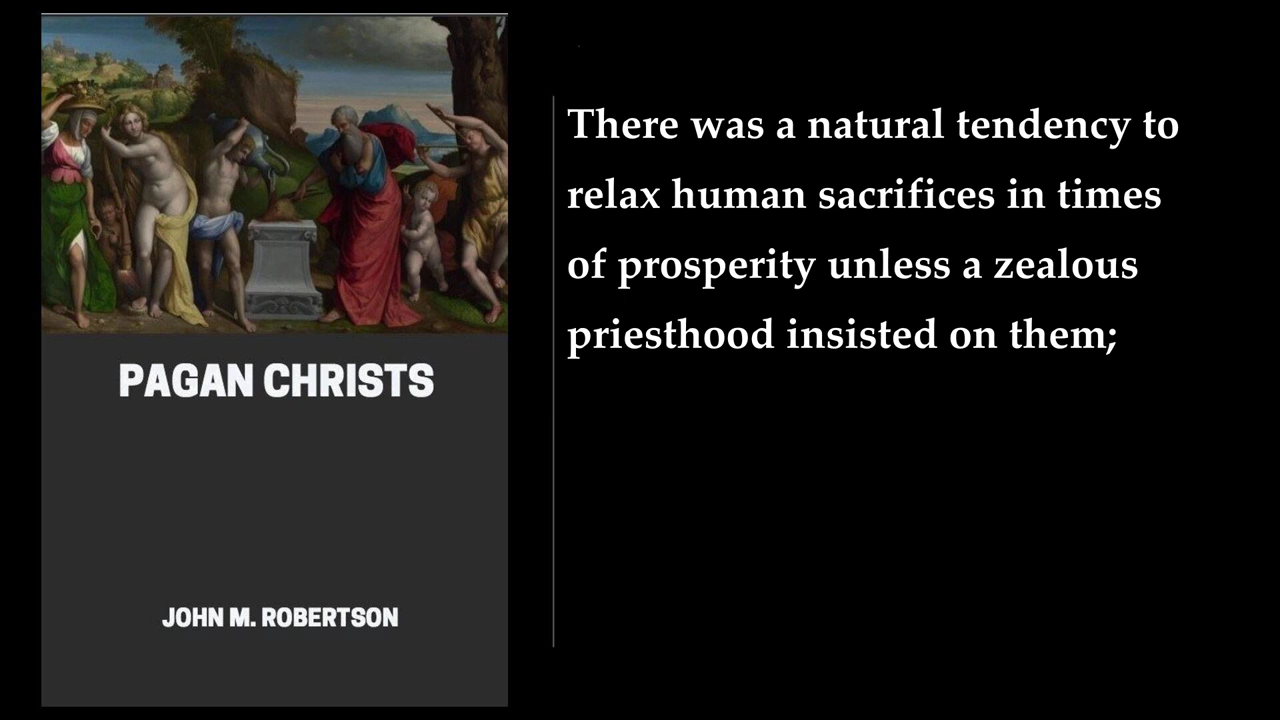 PAGAN CHRISTS
JOHN M. ROBERTSON
There was a natural tendency to
relax human sacrifices in times
of prosperity unless a zealous
priesthood insisted on them;